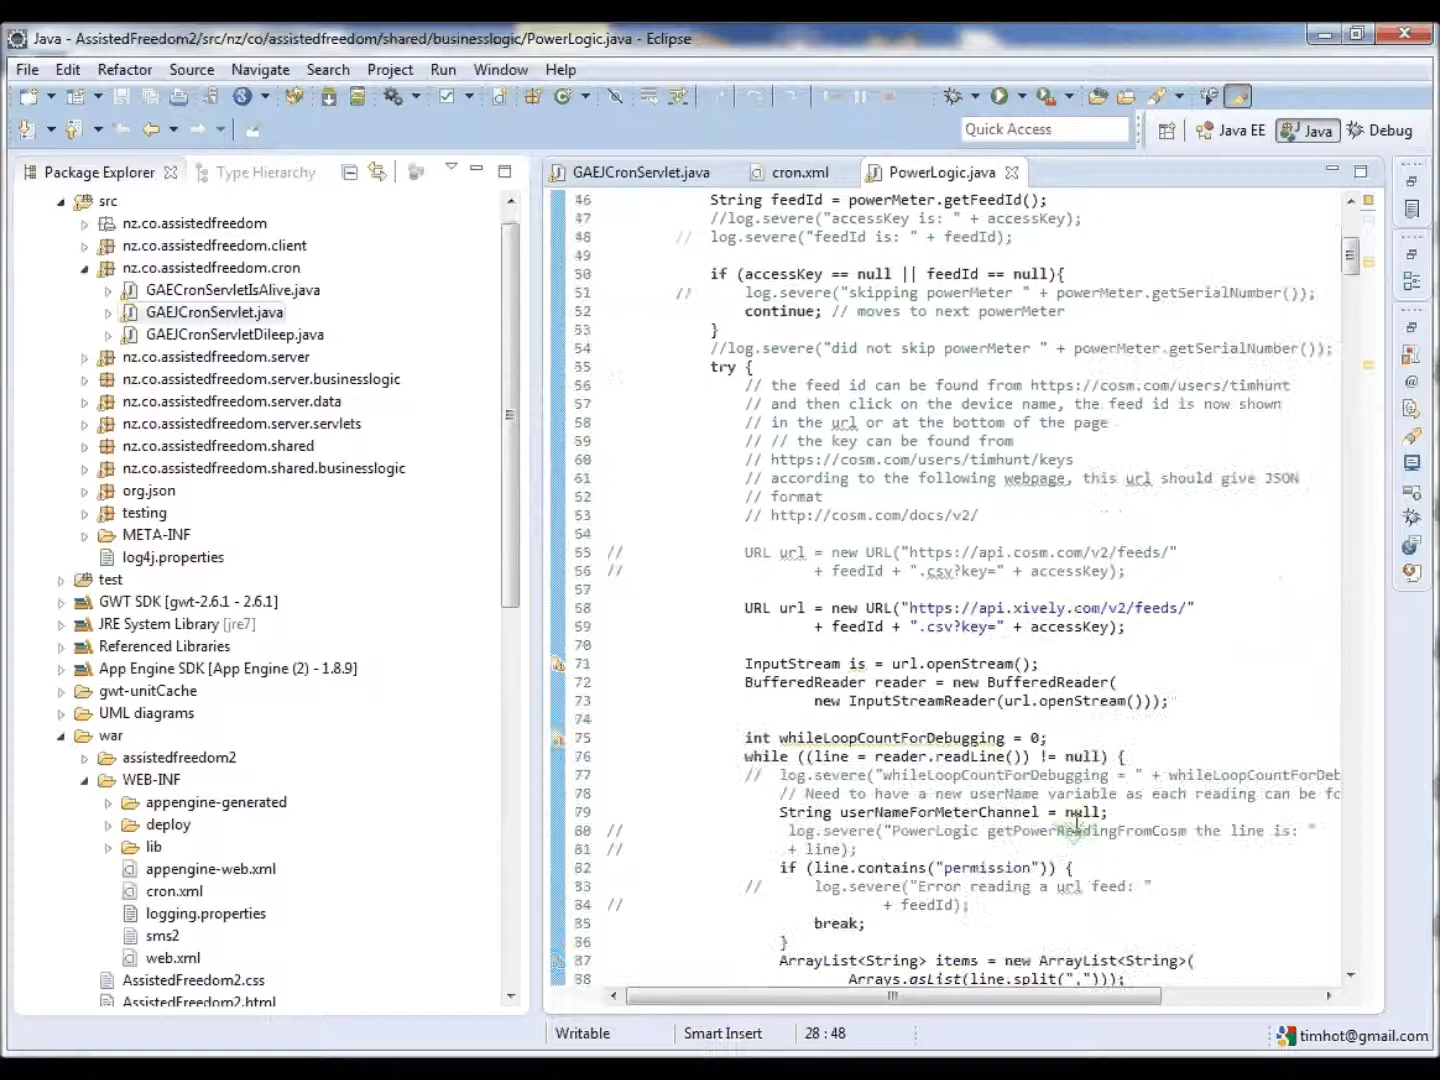 Java - AssistedFreedom2/src/nz/co/assistedfreedom/shared/businesslogic/PowerLogic.java - Eclipse
File Edit Refactor Source Navigate Search Project Run Window Help
Quick Access
Java EE
Java
Debug
Package Explorer
Type Hierarchy
src
nz.co.assistedfreedom
nz.co.assistedfreedom.client
nz.co.assistedfreedom.cron
GAECronServletIsAlive.java
GAEJCronServlet.java
GAEJCronServletDileep.java
nz.co.assistedfreedom.server
nz.co.assistedfreedom.server.businesslogic
nz.co.assistedfreedom.server.data
nz.co.assistedfreedom.server.servlets
nz.co.assistedfreedom.shared
nz.co.assistedfreedom.shared.businesslogic
org.json
testing
META-INF
log4j.properties
test
GWT SDK [gwt-2.6.1 - 2.6.1]
JRE System Library [jre7]
Referenced Libraries
App Engine SDK [App Engine (2) - 1.8.9]
gwt-unitCache
UML diagrams
war
assistedfreedom2
WEB-INF
appengine-generated
deploy
lib
appengine-web.xml
cron.xml
logging.properties
sms2
web.xml
AssistedFreedom2.css
AssistedFreedom2.html
GAEJCronServlet.java
cron.xml
PowerLogic.java
46 String feedId = powerMeter.getFeedId();
47 //log.severe("accessKey is: " + accessKey);
48 // log.severe("feedId is: " + feedId);
49
50 if (accessKey == null || feedId == null){
51 // log.severe("skipping powerMeter " + powerMeter.getSerialNumber());
52 continue; // moves to next powerMeter
53 }
54 //log.severe("did not skip powerMeter " + powerMeter.getSerialNumber());
55 try {
56 // the feed id can be found from https://cosm.com/users/timhunt
57 // and then click on the device name, the feed id is now shown
58 // in the url or at the bottom of the page
59 // // the key can be found from
60 // https://cosm.com/users/timhunt/keys
61 // according to the following webpage, this url should give JSON
62 // format
63 // http://cosm.com/docs/v2/
64
65 // URL url = new URL("https://api.cosm.com/v2/feeds/"
66 // + feedId + ".csv?key=" + accessKey);
67
68 URL url = new URL("https://api.xively.com/v2/feeds/"
69 + feedId + ".csv?key=" + accessKey);
70
71 InputStream is = url.openStream();
72 BufferedReader reader = new BufferedReader(
73 new InputStreamReader(url.openStream()));
74
75 int whileLoopCountForDebugging = 0;
76 while ((line = reader.readLine()) != null) {
77 // log.severe("whileLoopCountForDebugging = " + whileLoopCountForDeb
78 // Need to have a new userName variable as each reading can be fo
79 String userNameForMeterChannel = null;
80 // log.severe("PowerLogic getPowerReadingFromCosm the line is: "
81 // + line);
82 if (line.contains("permission")) {
83 // log.severe("Error reading a url feed: "
84 // + feedId);
85 break;
86 }
87 ArrayList<String> items = new ArrayList<String>(
88 Arrays.asList(line.split(",")));
Writable
Smart Insert
28 : 48
timhot@gmail.com